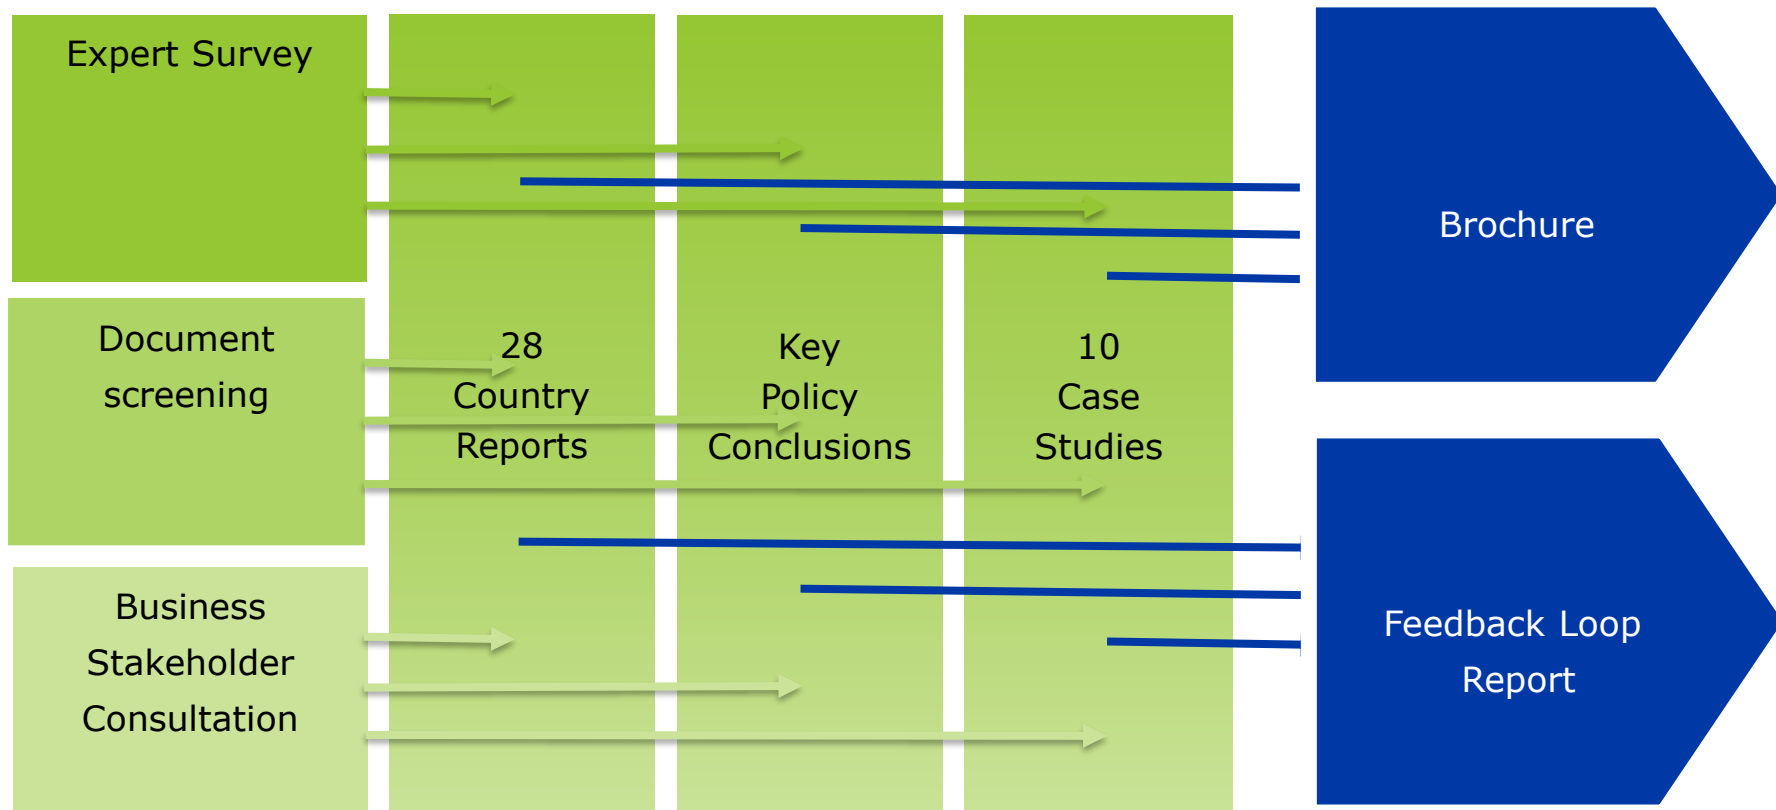 Expert Survey
Document
screening
Business
Stakeholder
Consultation
28
Country
Reports
Key
Policy
Conclusions
10
Case
Studies
Brochure
Feedback Loop
Report